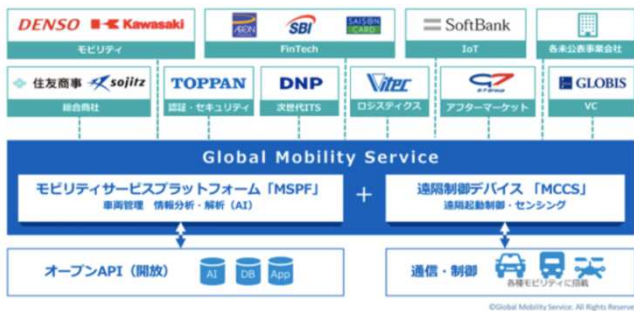 DENSO Kawasaki
モビリティ
AEON SBI SAISON CARD
FinTech
SoftBank
IoT
各未公表事業会社
住友商事 sojitz
総合商社
TOPPAN
認証・セキュリティ
DNP
次世代ITS
Vitec
ロジスティクス
G-7 Group
アフターマーケット
GLOBIS
VC
Global Mobility Service
モビリティサービスプラットフォーム「MSPF」
車両管理 情報分析・解析（AI）
+
遠隔制御デバイス 「MCCS」
遠隔起動制御・センシング
オープンAPI（開放）
AI DB App
通信・制御
各種モビリティに搭載
©Global Mobility Service. All Rights Reserve